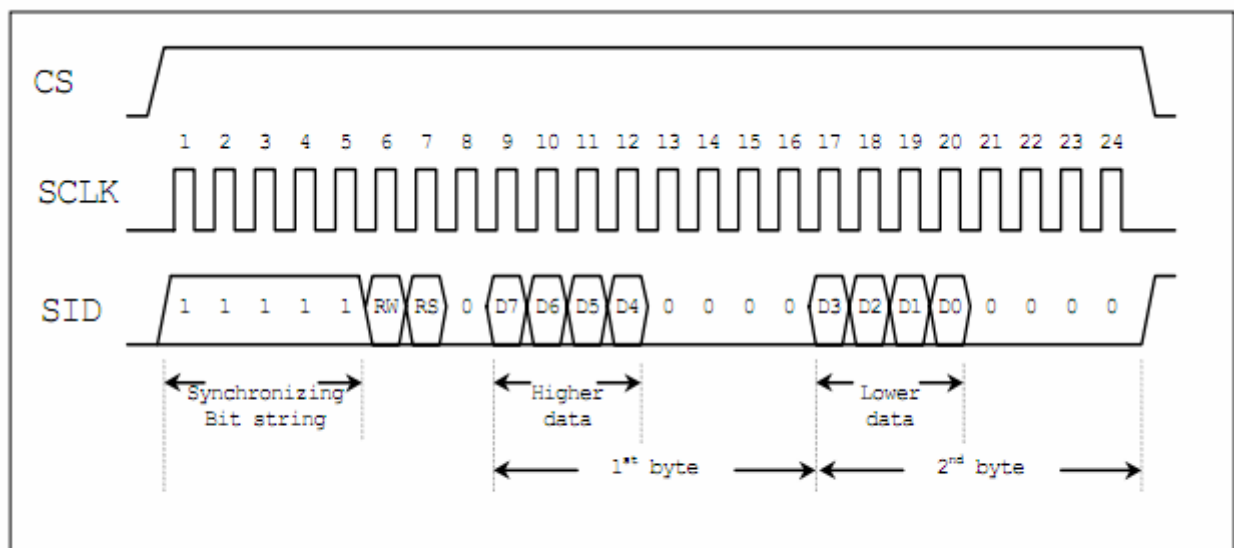 CS
1 2 3 4 5 6 7 8 9 10 11 12 13 14 15 16 17 18 19 20 21 22 23 24
SCLK
SID 1 1 1 1 1 RW RS 0 D7 D6 D5 D4 0 0 0 0 D3 D2 D1 D0 0 0 0 0
Synchronizing Higher Lower
Bit string data data
1st byte 2nd byte